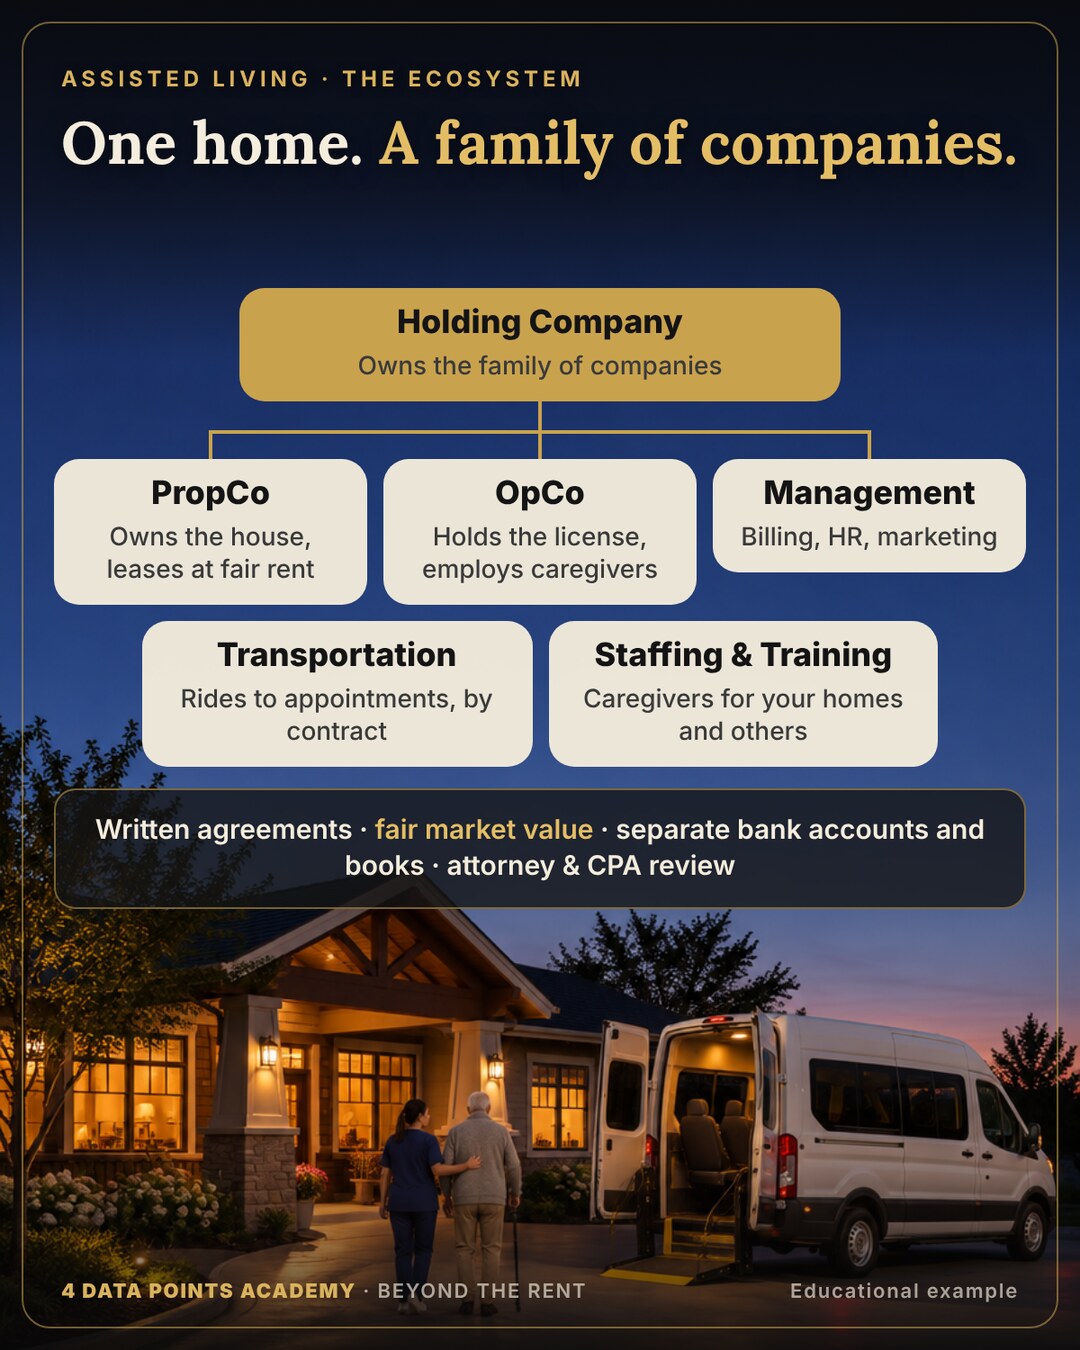 ASSISTED LIVING · THE ECOSYSTEM
One home. A family of companies.
Holding Company
Owns the family of companies
PropCo
Owns the house,
leases at fair rent
OpCo
Holds the license,
employs caregivers
Management
Billing, HR, marketing
Transportation
Rides to appointments, by
contract
Staffing & Training
Caregivers for your homes
and others
Written agreements · fair market value · separate bank accounts and
books · attorney & CPA review
4 DATA POINTS ACADEMY · BEYOND THE RENT
Educational example